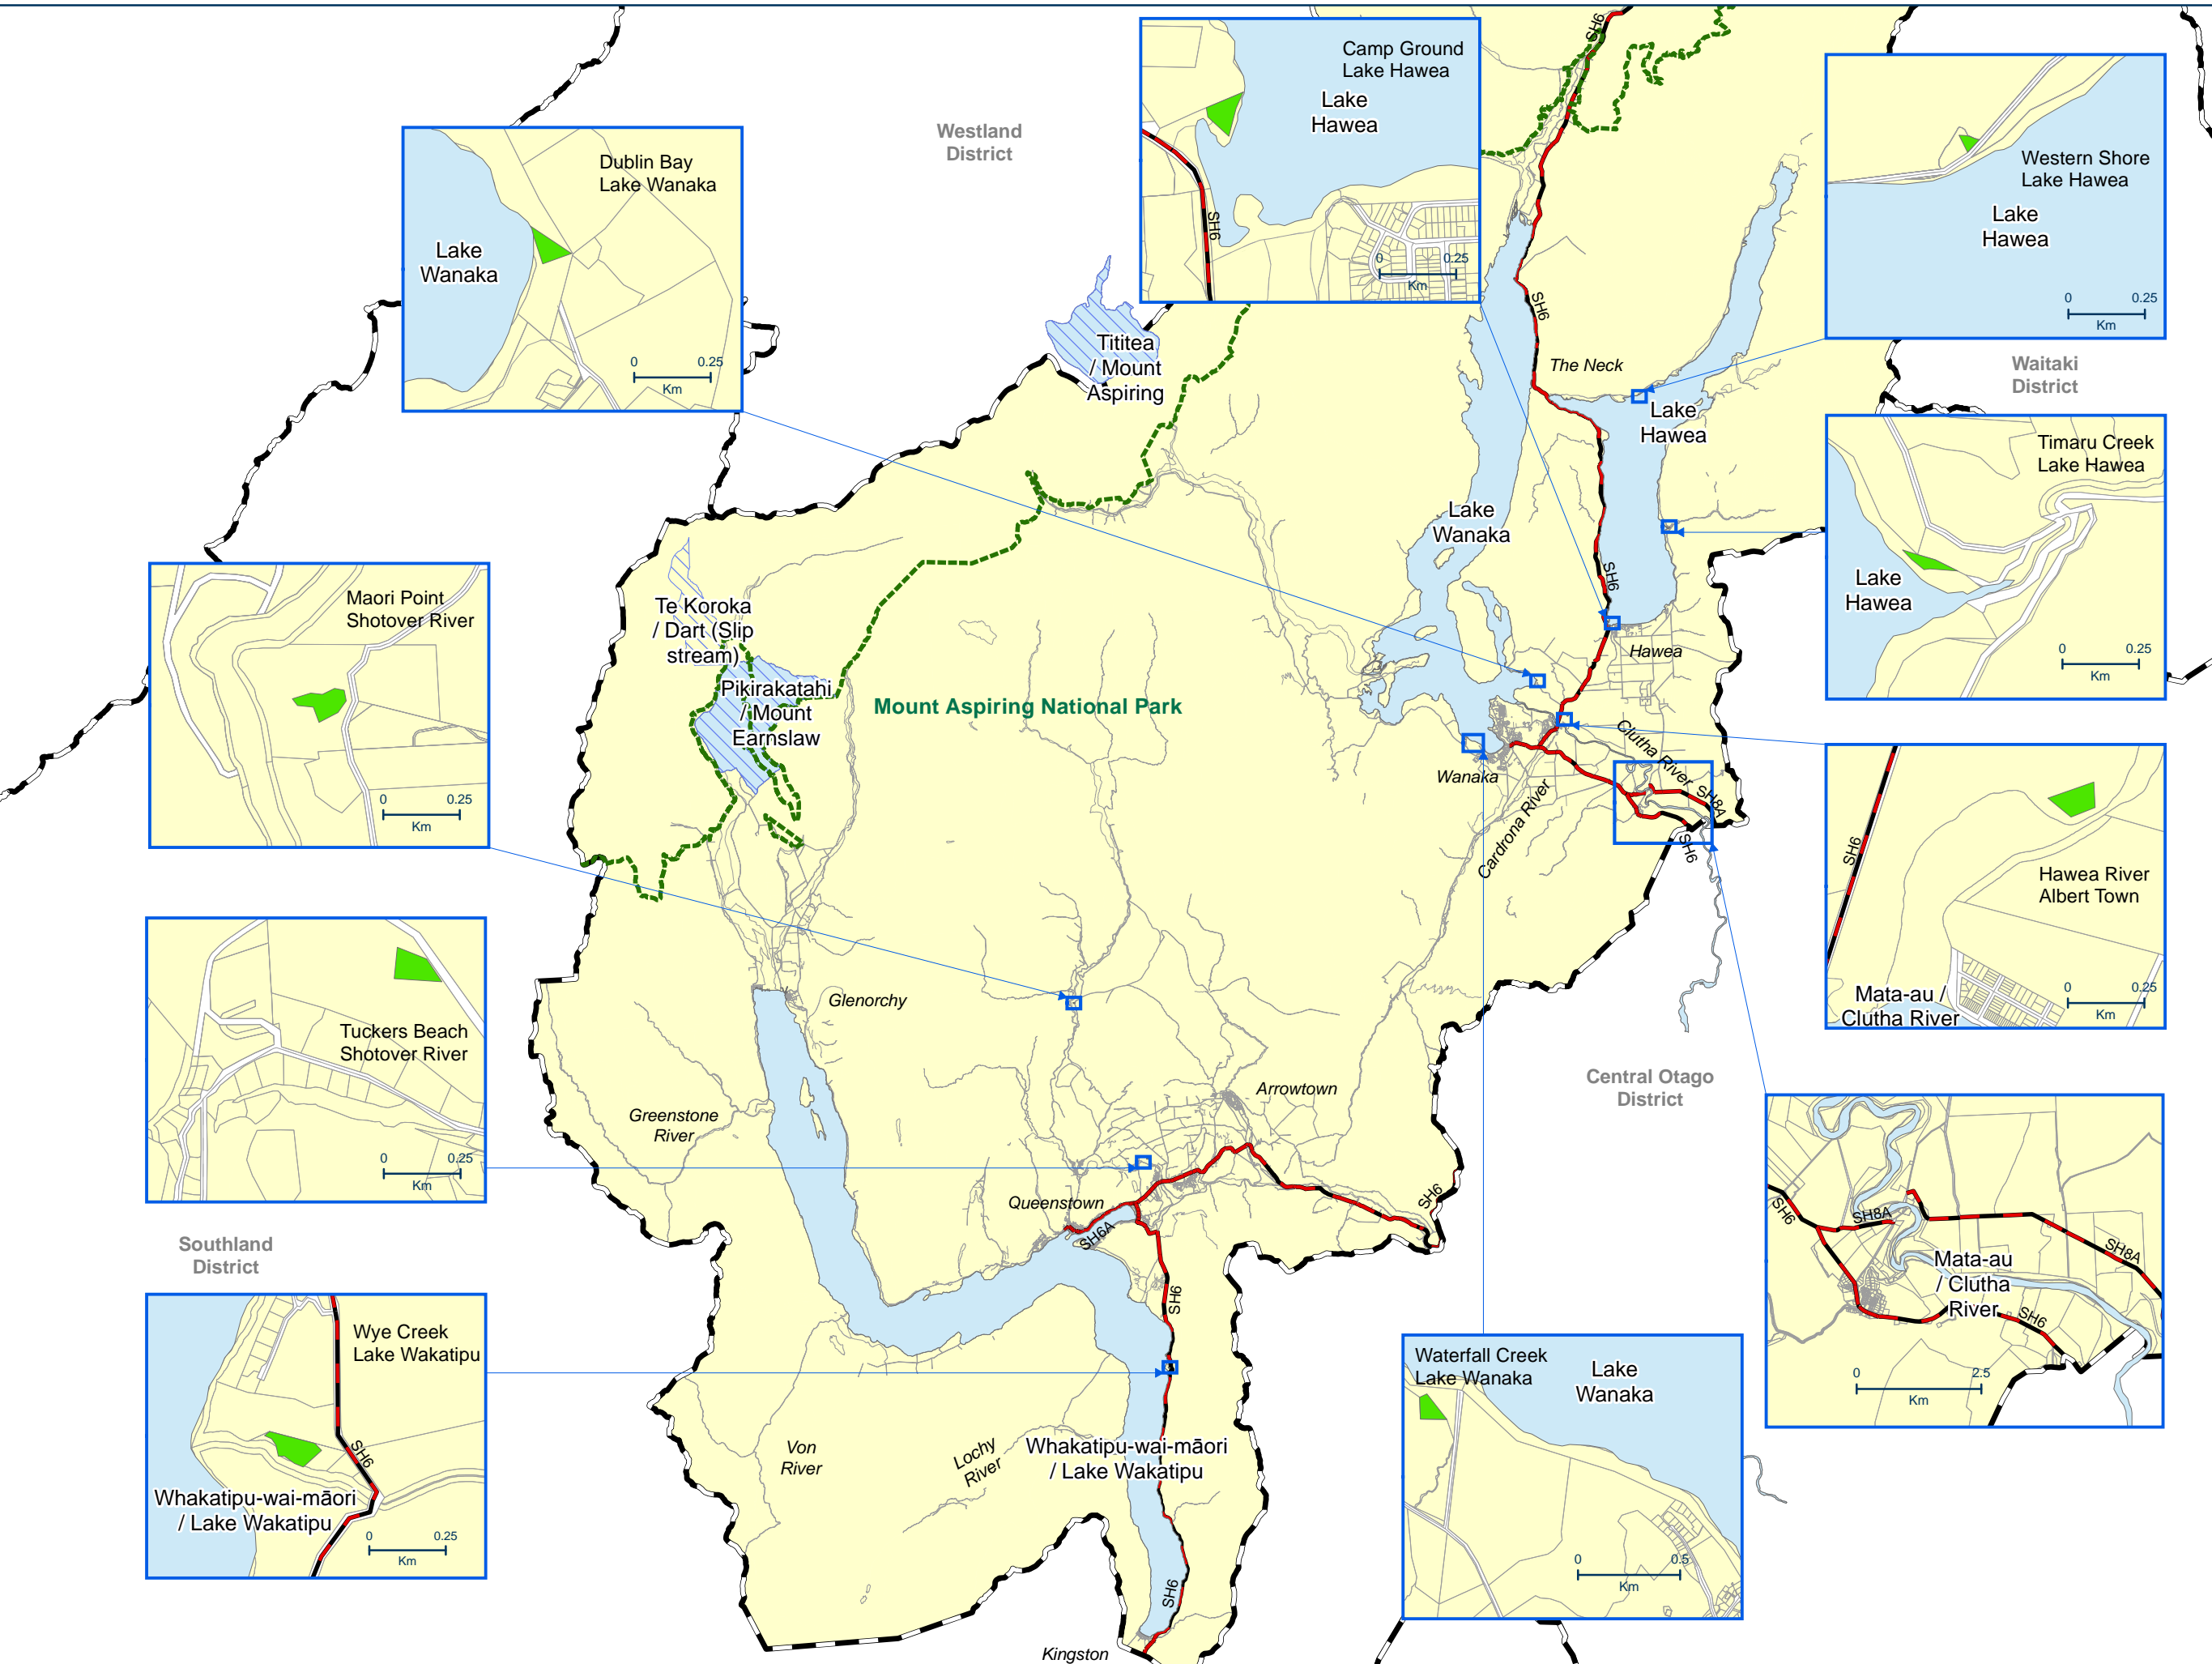 SH6
Camp Ground
Lake Hawea
Lake
Hawea
SH6
0 0.25
Km
Westland
District
Dublin Bay
Lake Wanaka
Lake
Wanaka
0 0.25
Km
Western Shore
Lake Hawea
Lake
Hawea
0 0.25
Km
Tititea
/ Mount
Aspiring
SH6
The Neck
Waitaki
District
Lake
Hawea
Timaru Creek
Lake Hawea
Lake
Hawea
0 0.25
Km
Lake
Wanaka
SH6
Maori Point
Shotover River
0 0.25
Km
Te Koroka
/ Dart (Slip
stream)
Pikirakatahi
/ Mount
Earnslaw
Mount Aspiring National Park
Hawea
Clutha River
Wanaka
Cardrona River
SH8A
SH6
SH6
Hawea River
Albert Town
0 0.25
Km
Mata-au /
Clutha River
Tuckers Beach
Shotover River
0 0.25
Km
Glenorchy
Greenstone
River
Arrowtown
Central Otago
District
Queenstown
SH6A
SH6
SH6
SH6
SH8A
SH8A
Mata-au
/ Clutha
River
SH6
0 2.5
Km
Southland
District
Wye Creek
Lake Wakatipu
SH6
Whakatipu-wai-māori
/ Lake Wakatipu
0 0.25
Km
Von
River
Lochy
River
Whakatipu-wai-māori
/ Lake Wakatipu
SH6
Kingston
Waterfall Creek
Lake Wanaka
Lake
Wanaka
0 0.5
Km